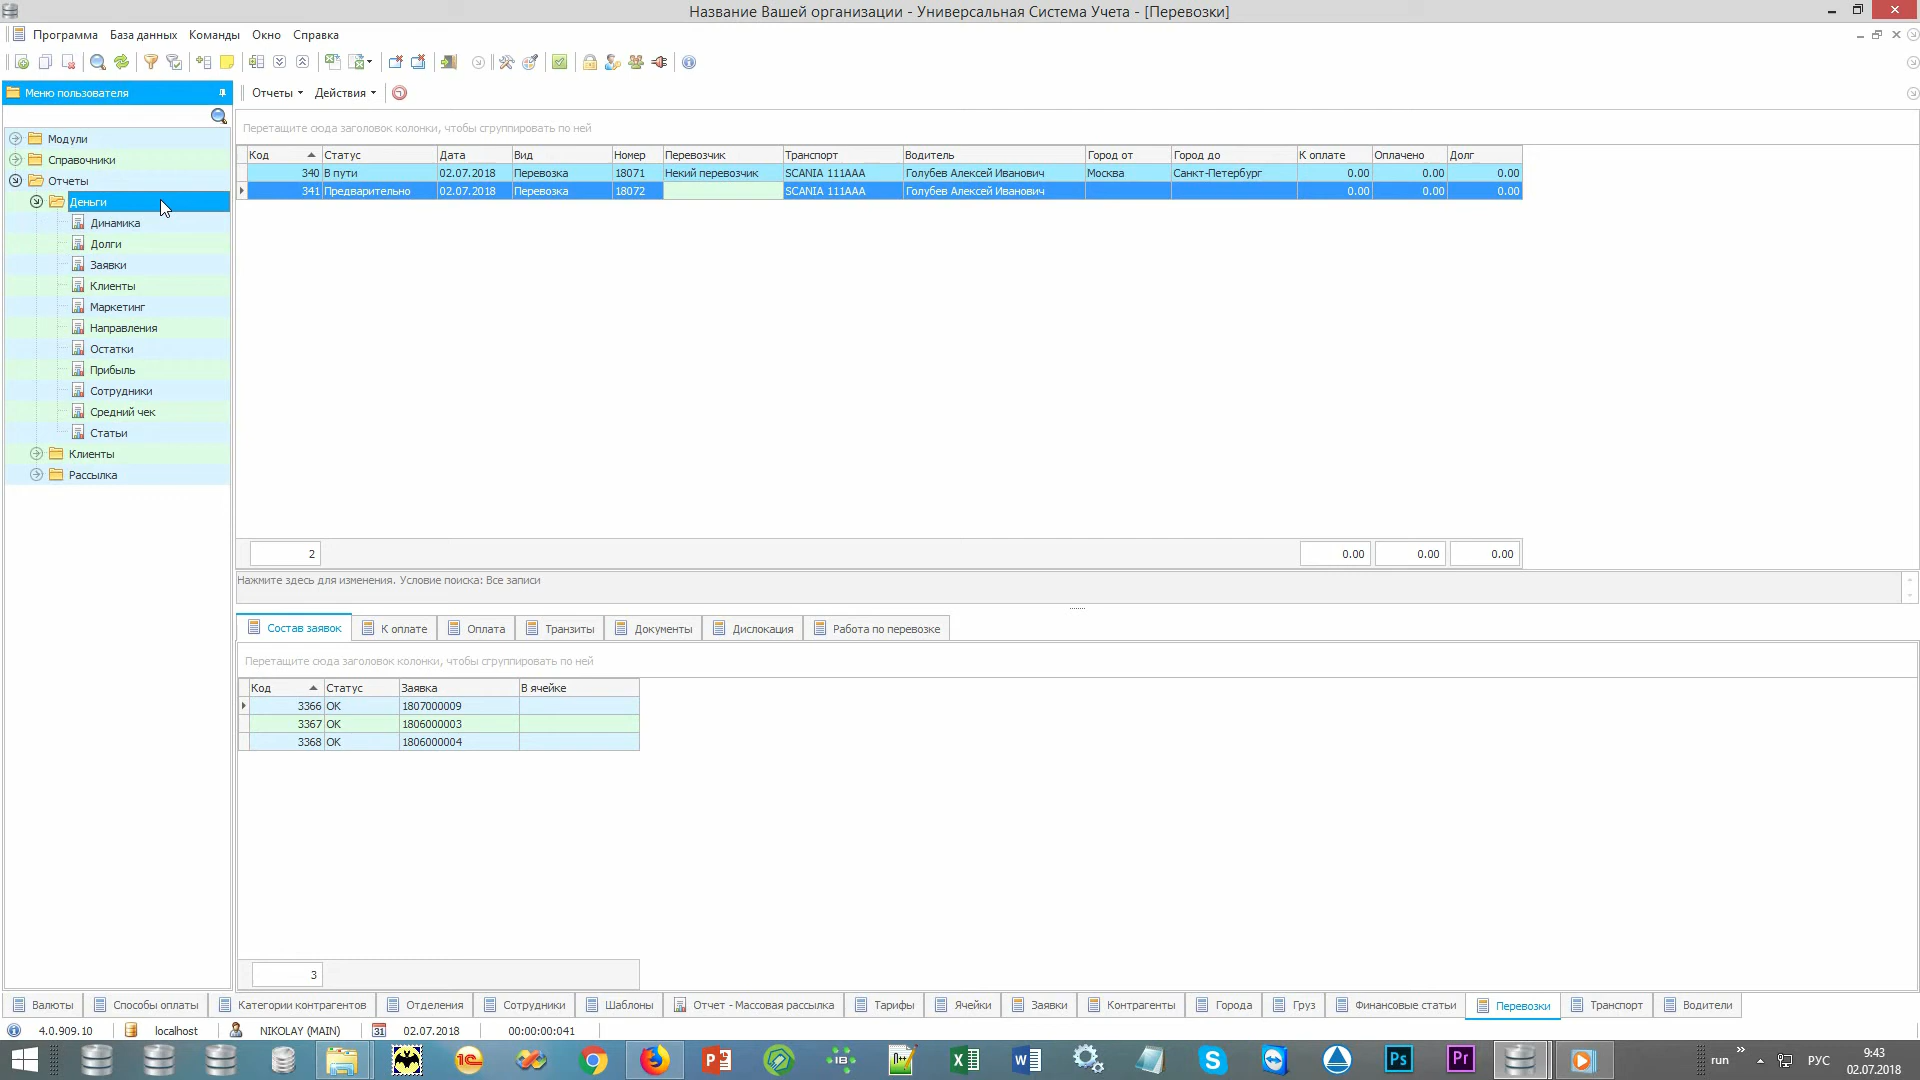 Название Вашей организации - Универсальная Система Учета - [Перевозки]
Программа База данных Команды Окно Справка
Меню пользователя
Отчеты Действия
Перетащите сюда заголовок колонки, чтобы сгруппировать по ней
Модули
Справочники
Отчеты
Деньги
Динамика
Долги
Заявки
Клиенты
Маркетинг
Направления
Остатки
Прибыль
Сотрудники
Средний чек
Статьи
Клиенты
Рассылка
Код Статус Дата Вид Номер Перевозчик Транспорт Водитель Город от Город до К оплате Оплачено Долг
340 В пути 02.07.2018 Перевозка 18071 Некий перевозчик SCANIA 111AAA Голубев Алексей Иванович Москва Санкт-Петербург 0.00 0.00 0.00
341 Предварительно 02.07.2018 Перевозка 18072 SCANIA 111AAA Голубев Алексей Иванович 0.00 0.00 0.00
2 0.00 0.00 0.00
Нажмите здесь для изменения. Условие поиска: Все записи
Состав заявок К оплате Оплата Транзиты Документы Дислокация Работа по перевозке
Перетащите сюда заголовок колонки, чтобы сгруппировать по ней
Код Статус Заявка В ячейке
3366 ОК 1807000009
3367 ОК 1806000003
3368 ОК 1806000004
3
Валюты Способы оплаты Категории контрагентов Отделения Сотрудники Шаблоны Отчет - Массовая рассылка Тарифы Ячейки Заявки Контрагенты Города Груз Финансовые статьи Перевозки Транспорт Водители
4.0.909.10 localhost NIKOLAY (MAIN) 31 02.07.2018 00:00:00:041
1С P IB n++ X W S Ps Pr run » РУС 9:43
02.07.2018